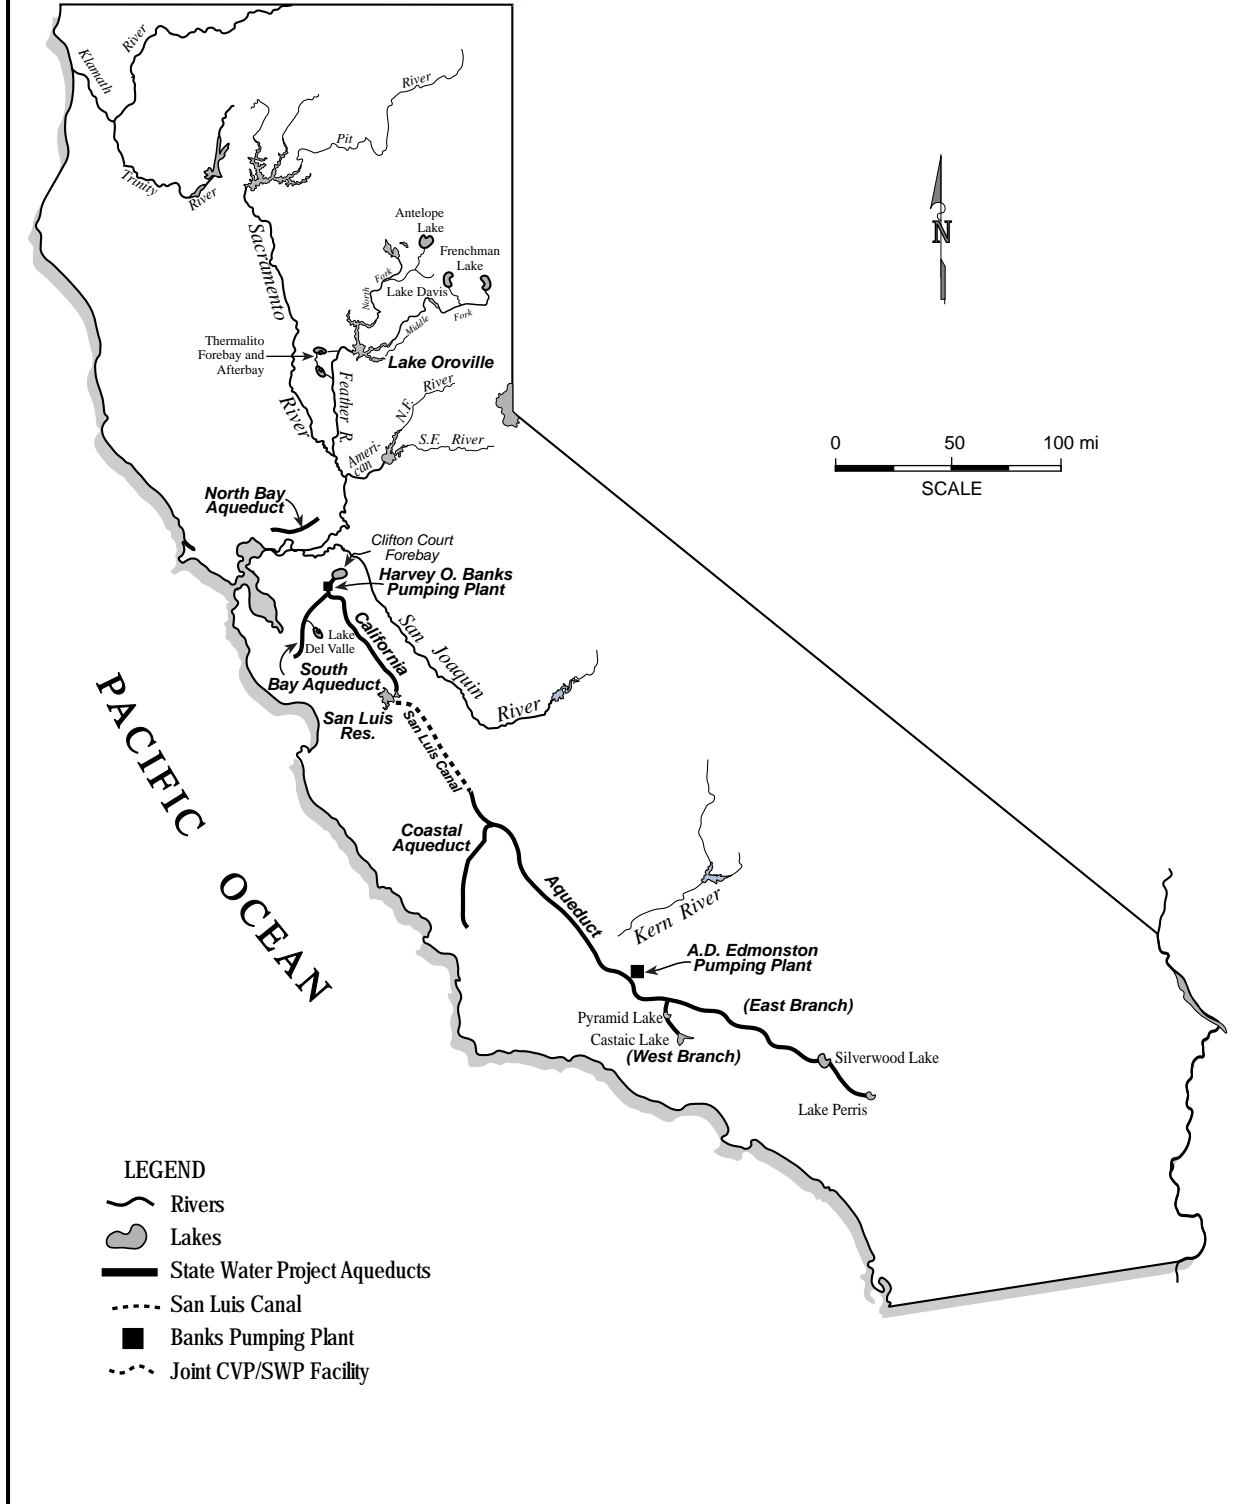 Klamath
River
River
Pit
Trinity
River
Sacramento
River
Antelope
Lake
Frenchman
Lake
North
Fork
Lake Davis
Middle
Fork
Thermalito
Forebay and
Afterbay
Lake Oroville
Feather R.
N.F.
River
Ameri-
can
S.F. River
N
0 50 100 mi
SCALE
North Bay
Aqueduct
Clifton Court
Forebay
Harvey O. Banks
Pumping Plant
Lake
Del Valle
South
Bay Aqueduct
California
San Joaquin
River
San Luis
Res.
San Luis Canal
PACIFIC OCEAN
Coastal
Aqueduct
Aqueduct
Kern River
A.D. Edmonston
Pumping Plant
(East Branch)
Pyramid Lake
Castaic Lake
(West Branch)
Silverwood Lake
Lake Perris
LEGEND
Rivers
Lakes
State Water Project Aqueducts
San Luis Canal
Banks Pumping Plant
Joint CVP/SWP Facility